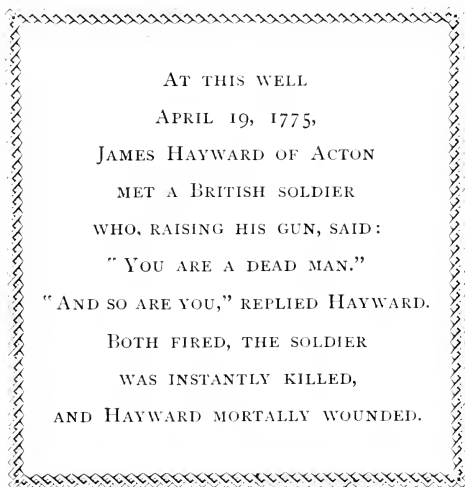 At this well
April 19, 1775,
James Hayward of Acton
met a British soldier
who, raising his gun, said:
"You are a dead man."
"And so are you," replied Hayward.
Both fired, the soldier
was instantly killed,
and Hayward mortally wounded.